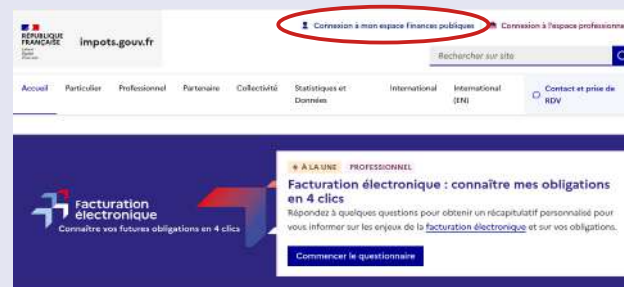 Connexion à mon espace Finances publiques
Connexion à l'espace professionne
RÉPUBLIQUE
FRANÇAISE
impots.gouv.fr
Rechercher sur site
Accueil Particulier Professionnel Partenaire Collectivité Statistiques et Données International International (EN) Contact et prise de RDV
À LA UNE PROFESSIONNEL
Facturation électronique : connaître mes obligations
en 4 clics
Répondez à quelques questions pour obtenir un récapitulatif personnalisé pour
vous informer sur les enjeux de la facturation électronique et sur vos obligations.
Commencer le questionnaire
Facturation
électronique
Connaître vos futures obligations en 4 clics